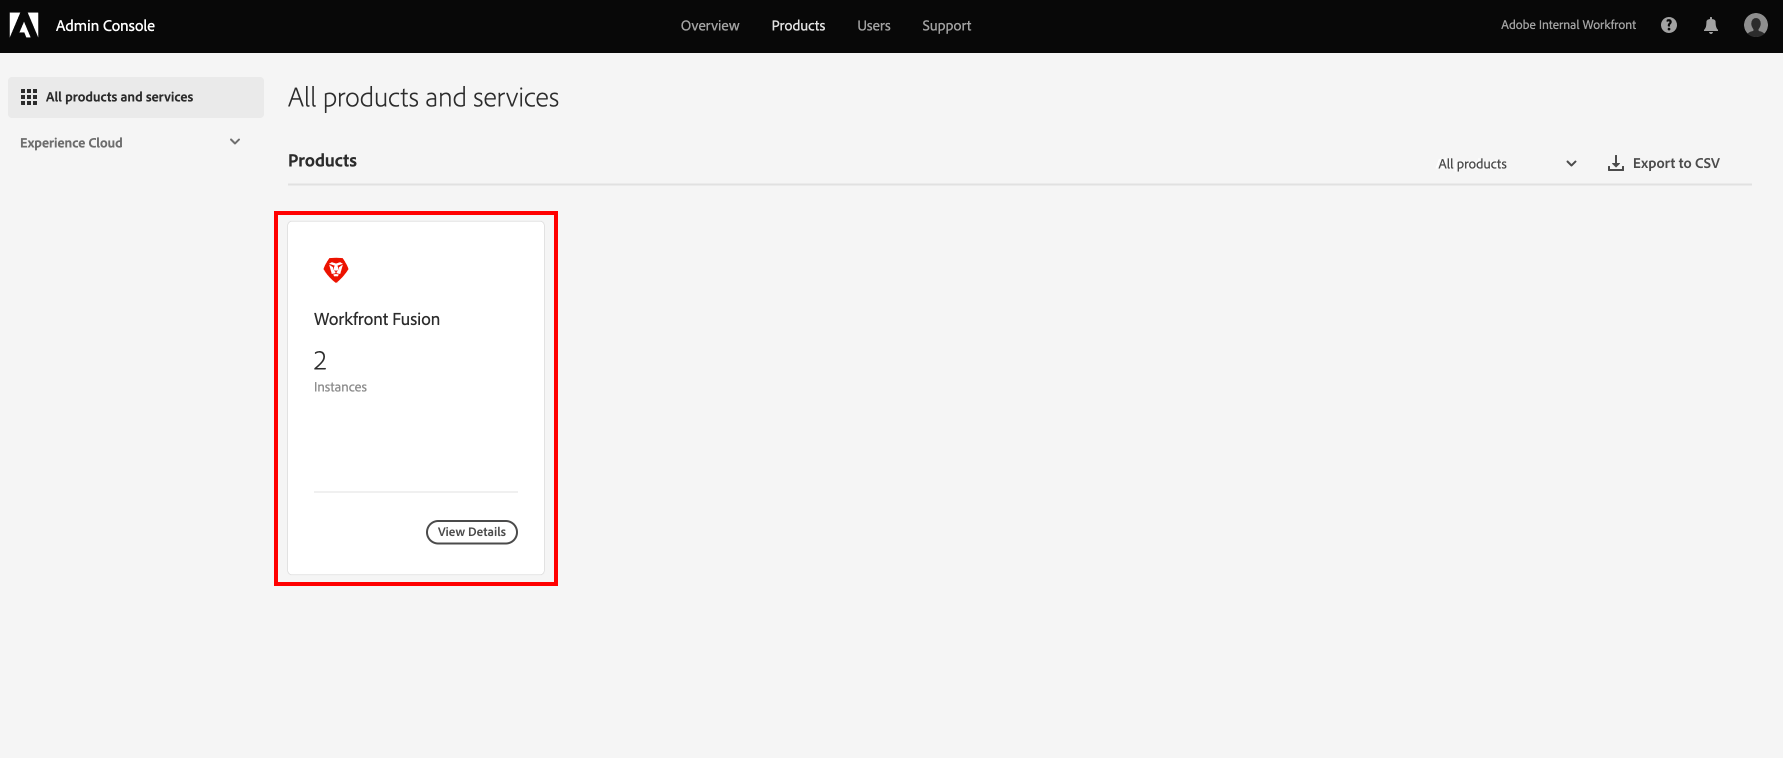 Admin Console
Overview
Products
Users
Support
Adobe Internal Workfront
All products and services
Experience Cloud
All products and services
Products
All products
Export to CSV
Workfront Fusion
2
Instances
View Details